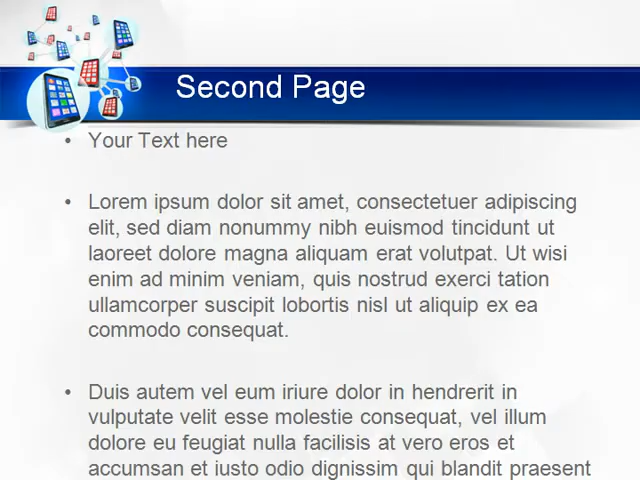 Second Page
• Your Text here
• Lorem ipsum dolor sit amet, consectetuer adipiscing
elit, sed diam nonummy nibh euismod tincidunt ut
laoreet dolore magna aliquam erat volutpat. Ut wisi
enim ad minim veniam, quis nostrud exerci tation
ullamcorper suscipit lobortis nisl ut aliquip ex ea
commodo consequat.
• Duis autem vel eum iriure dolor in hendrerit in
vulputate velit esse molestie consequat, vel illum
dolore eu feugiat nulla facilisis at vero eros et
accumsan et iusto odio dignissim qui blandit praesent